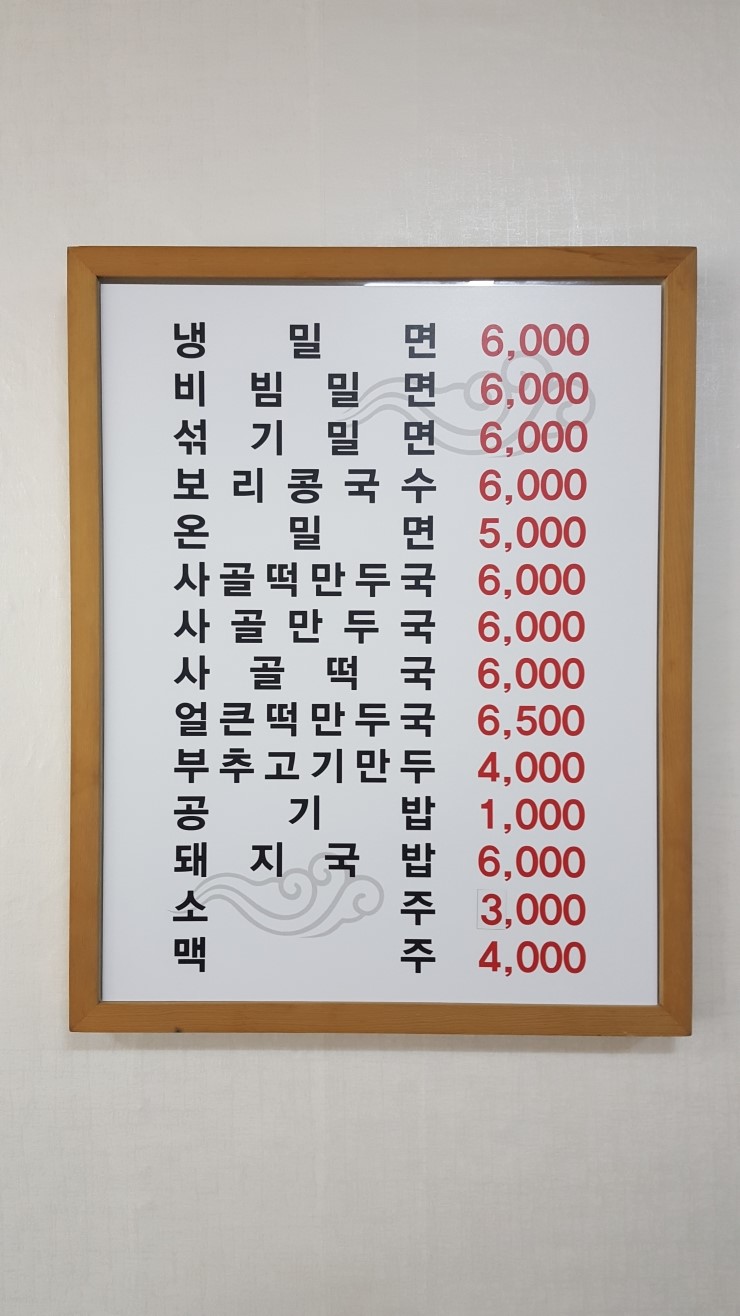 냉밀면 6,000
비빔밀면 6,000
섞기밀면 6,000
보리콩국수 6,000
온밀면 5,000
사골떡만두국 6,000
사골만두국 6,000
사골떡국 6,000
얼큰떡만두국 6,500
부추고기만두 4,000
공기밥 1,000
돼지국밥 6,000
소주 3,000
맥주 4,000